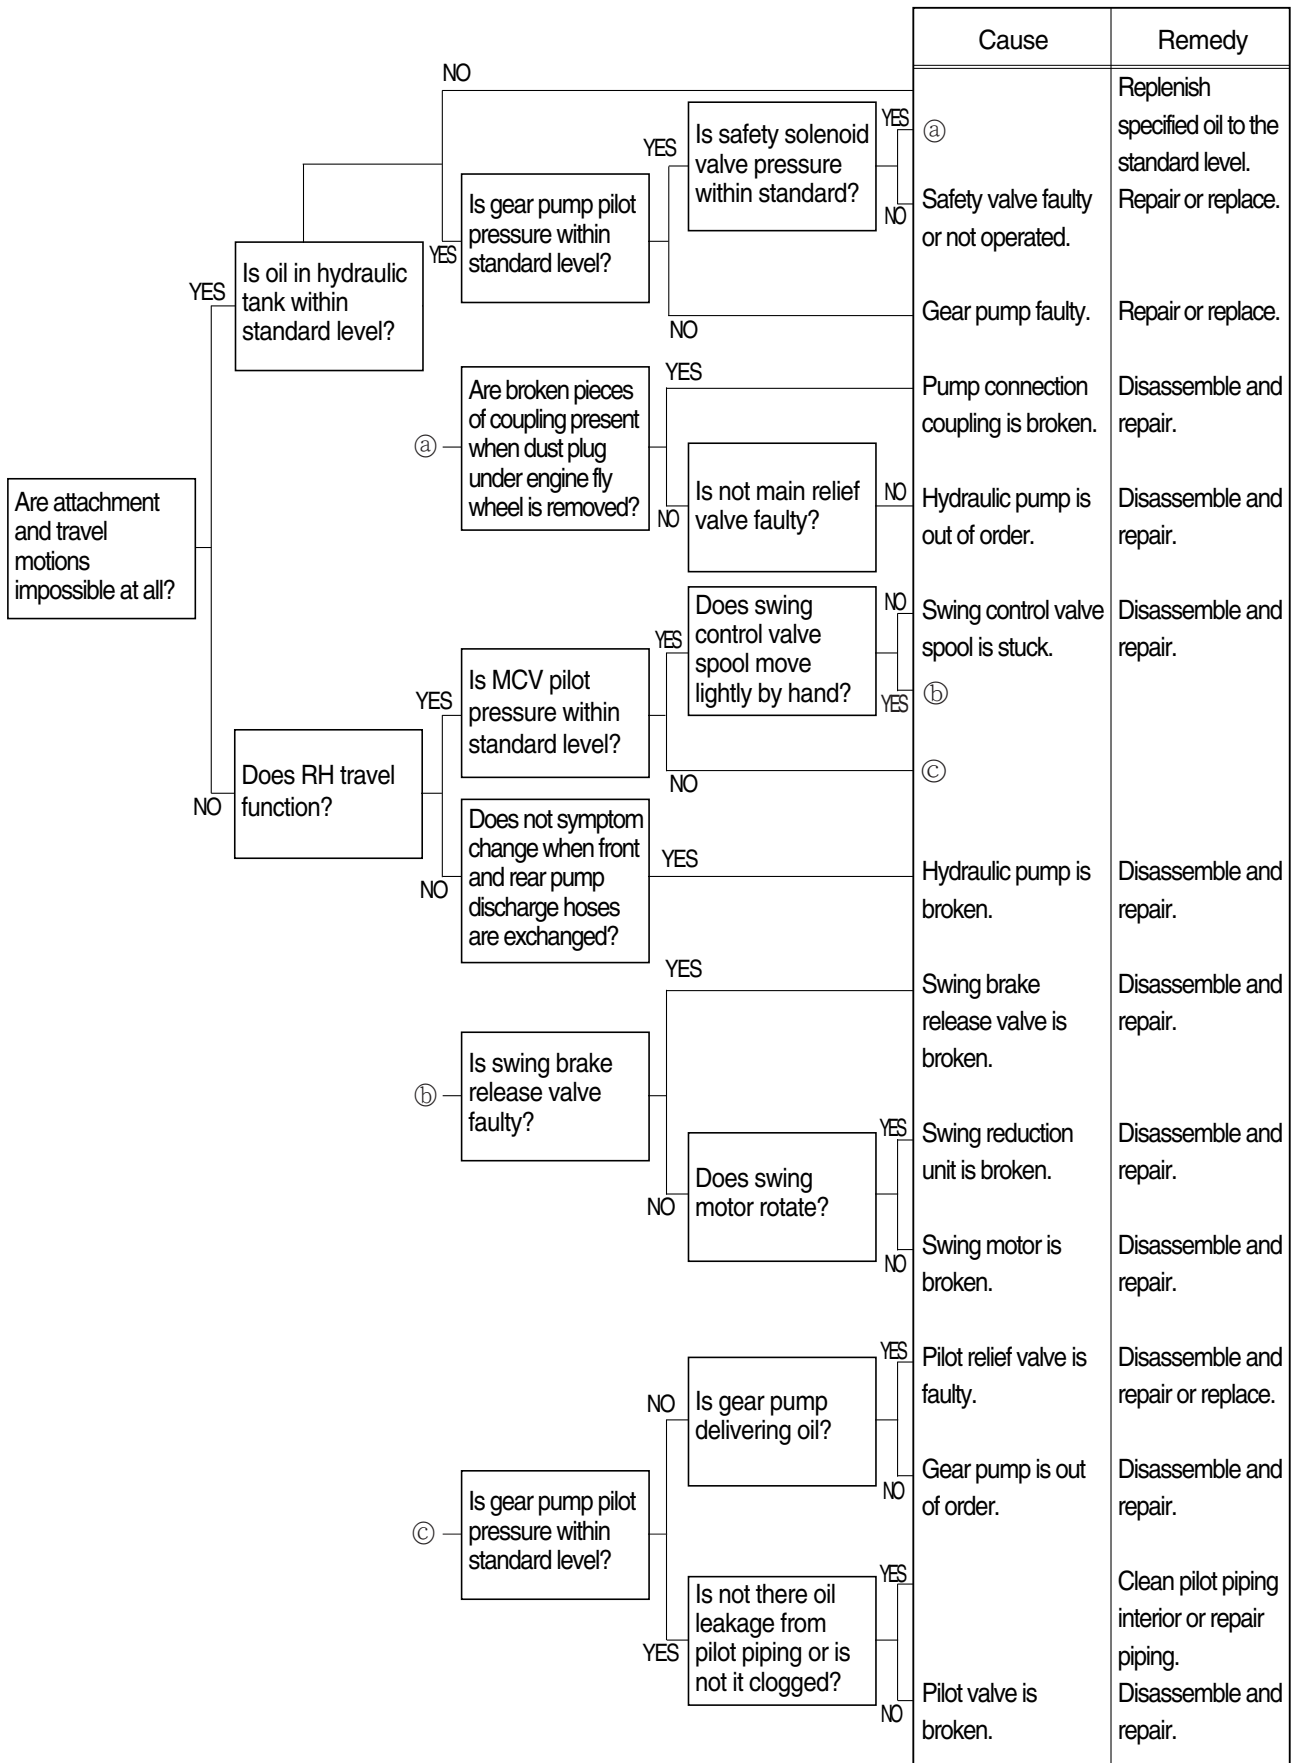 Cause
Remedy
NO
Replenish
specified oil to the
standard level.
YES
Is safety solenoid
valve pressure
within standard?
YES
ⓐ
NO
Safety valve faulty
or not operated.
Repair or replace.
Is gear pump pilot
pressure within
standard level?
YES
NO
Gear pump faulty.
Repair or replace.
YES
Is oil in hydraulic
tank within
standard level?
ⓐ
Are broken pieces
of coupling present
when dust plug
under engine fly
wheel is removed?
YES
Pump connection
coupling is broken.
Disassemble and
repair.
NO
Is not main relief
valve faulty?
NO
Hydraulic pump is
out of order.
Disassemble and
repair.
Are attachment
and travel
motions
impossible at all?
NO
Does RH travel
function?
YES
Is MCV pilot
pressure within
standard level?
YES
Does swing
control valve
spool move
lightly by hand?
NO
Swing control valve
spool is stuck.
Disassemble and
repair.
YES
ⓑ
NO
ⓒ
NO
Does not symptom
change when front
and rear pump
discharge hoses
are exchanged?
YES
Hydraulic pump is
broken.
Disassemble and
repair.
ⓑ
Is swing brake
release valve
faulty?
YES
Swing brake
release valve is
broken.
Disassemble and
repair.
NO
Does swing
motor rotate?
YES
Swing reduction
unit is broken.
Disassemble and
repair.
NO
Swing motor is
broken.
Disassemble and
repair.
ⓒ
Is gear pump pilot
pressure within
standard level?
NO
Is gear pump
delivering oil?
YES
Pilot relief valve is
faulty.
Disassemble and
repair or replace.
NO
Gear pump is out
of order.
Disassemble and
repair.
YES
Is not there oil
leakage from
pilot piping or is
not it clogged?
YES
Clean pilot piping
interior or repair
piping.
NO
Pilot valve is
broken.
Disassemble and
repair.